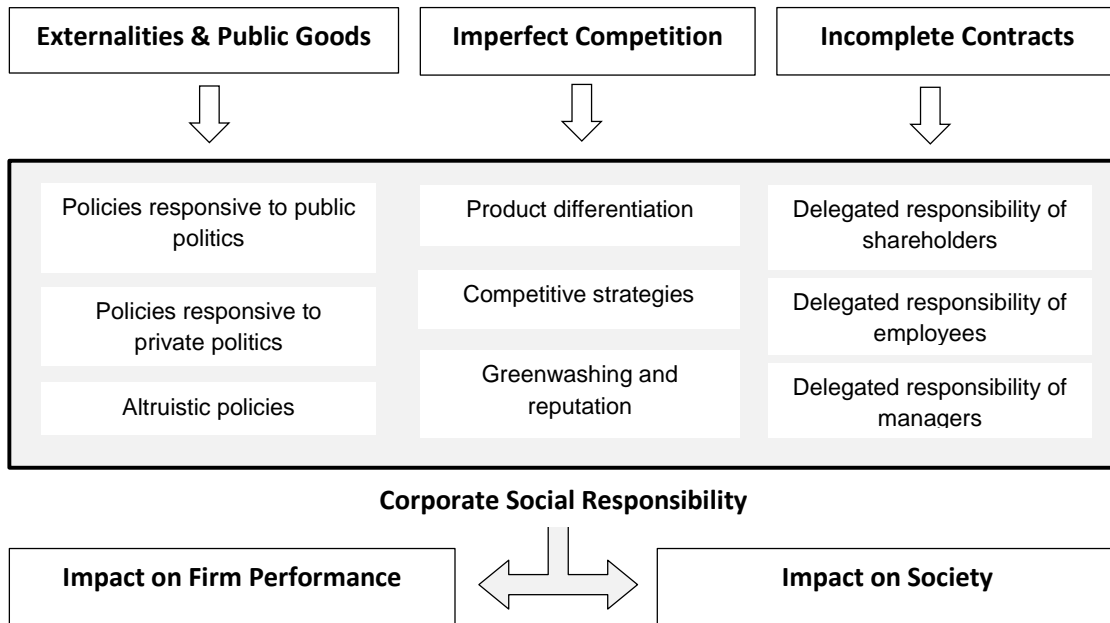 Externalities & Public Goods
Imperfect Competition
Incomplete Contracts
Policies responsive to public
politics
Policies responsive to
private politics
Altruistic policies
Product differentiation
Competitive strategies
Greenwashing and
reputation
Delegated responsibility of
shareholders
Delegated responsibility of
employees
Delegated responsibility of
managers
Corporate Social Responsibility
Impact on Firm Performance
Impact on Society